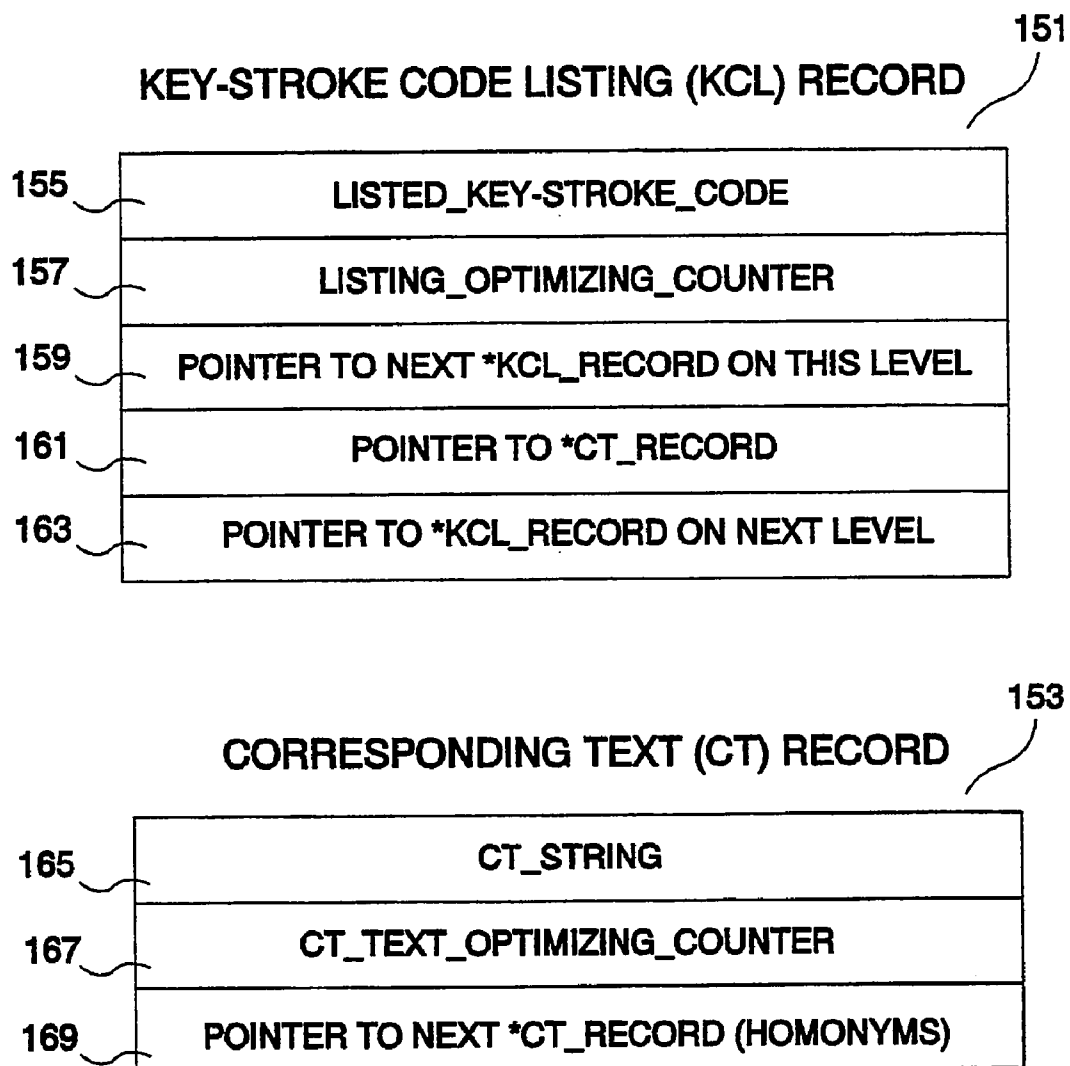 151
KEY-STROKE CODE LISTING (KCL) RECORD
155 LISTED_KEY-STROKE_CODE
157 LISTING_OPTIMIZING_COUNTER
159 POINTER TO NEXT *KCL_RECORD ON THIS LEVEL
161 POINTER TO *CT_RECORD
163 POINTER TO *KCL_RECORD ON NEXT LEVEL
153
CORRESPONDING TEXT (CT) RECORD
165 CT_STRING
167 CT_TEXT_OPTIMIZING_COUNTER
169 POINTER TO NEXT *CT_RECORD (HOMONYMS)